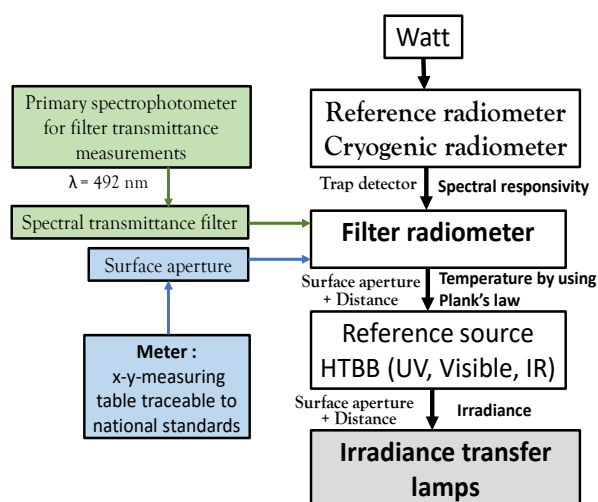 Watt
Primary spectrophotometer
for filter transmittance
measurements
Reference radiometer
Cryogenic radiometer
λ = 492 nm
Trap detector
Spectral responsivity
Spectral transmittance filter
Filter radiometer
Surface aperture
Surface aperture
+ Distance
Temperature by using
Plank’s law
Meter :
x-y-measuring
table traceable to
national standards
Reference source
HTBB (UV, Visible, IR)
Surface aperture
+ Distance
Irradiance
Irradiance transfer
lamps